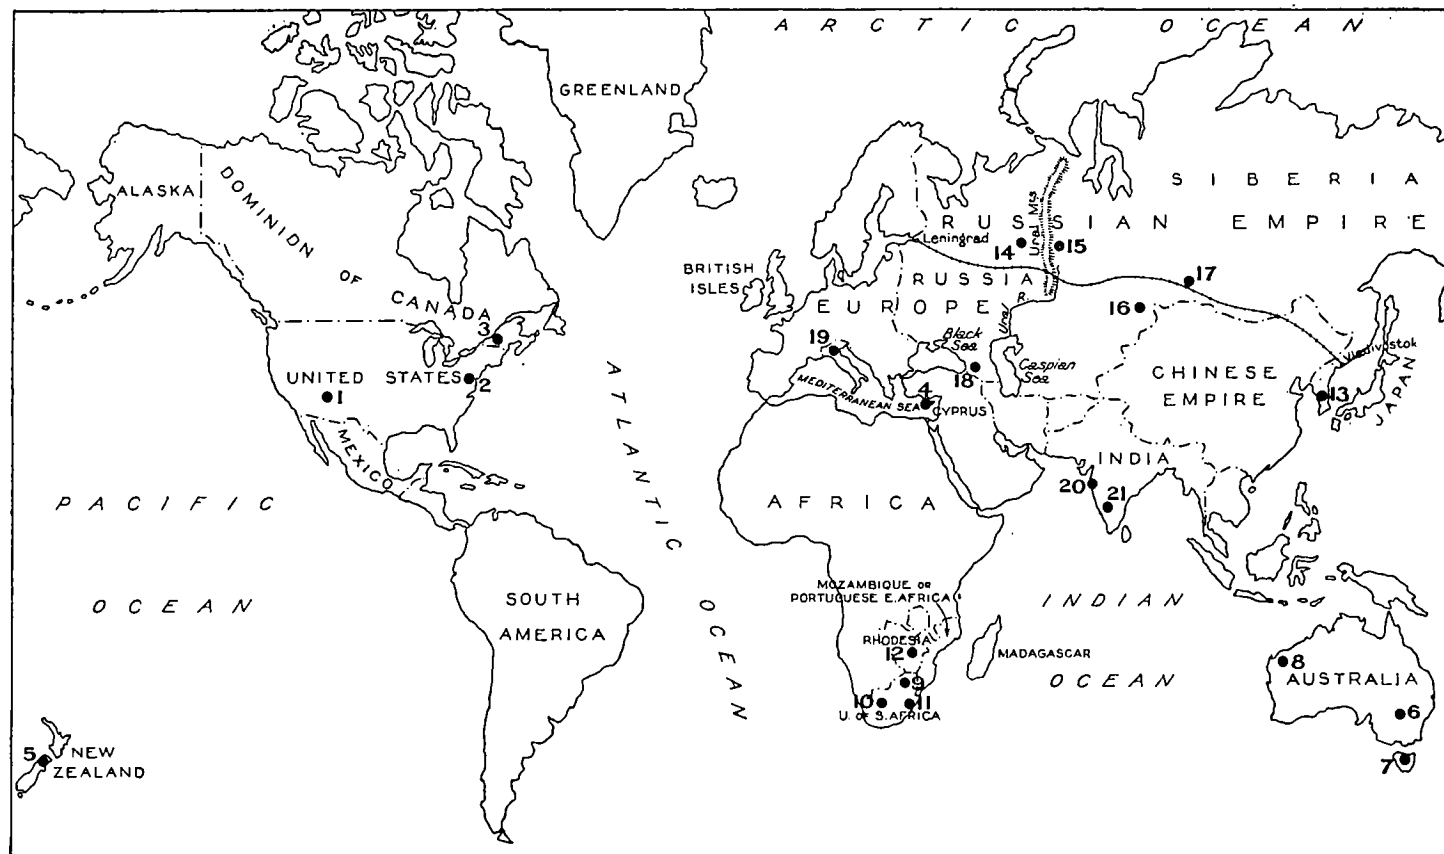 ARCTIC OCEAN
GREENLAND
ALASKA
DOMINION OF CANADA
SIBERIA
RUSSIAN EMPIRE
Ural Mts
Leningrad
14
15
BRITISH
ISLES
RUSSIA
EUROPE
Ural R.
17
16
3
19
Black
Sea
Caspian
Sea
Vladivostok
UNITED STATES
2
1
18
CHINESE
EMPIRE
13
JAPAN
MEDITERRANEAN SEA
4
CYPRUS
MEXICO
ATLANTIC OCEAN
INDIA
20
21
PACIFIC
OCEAN
AFRICA
SOUTH
AMERICA
MOZAMBIQUE OR
PORTUGUESE E. AFRICA
INDIAN
OCEAN
RHODESIA
12
MADAGASCAR
8
AUSTRALIA
9
10
11
U. OF S. AFRICA
6
5
NEW
ZEALAND
7